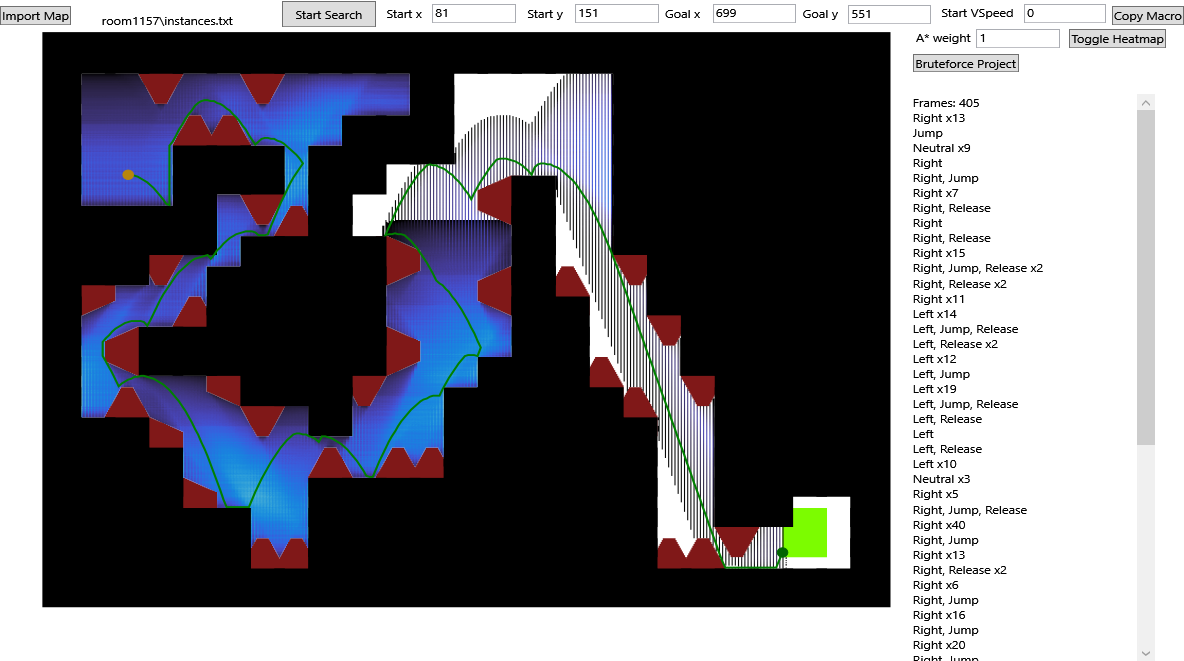 Import Map room1157\instances.txt Start Search Start x 81 Start y 151 Goal x 699 Goal y 551 Start VSpeed 0 Copy Macro
A* weight 1 Toggle Heatmap
Bruteforce Project
Frames: 405
Right x13
Jump
Neutral x9
Right
Right, Jump
Right x7
Right, Release
Right
Right, Release
Right x15
Right, Jump, Release x2
Right, Release x2
Right x11
Left x14
Left, Jump, Release
Left, Release x2
Left x12
Left, Jump
Left x19
Left, Jump, Release
Left, Release
Left
Left, Release
Left x10
Neutral x3
Right x5
Right, Jump, Release
Right x40
Right, Jump
Right x13
Right, Release x2
Right x6
Right, Jump
Right x16
Right, Jump
Right x20
Right, Jump